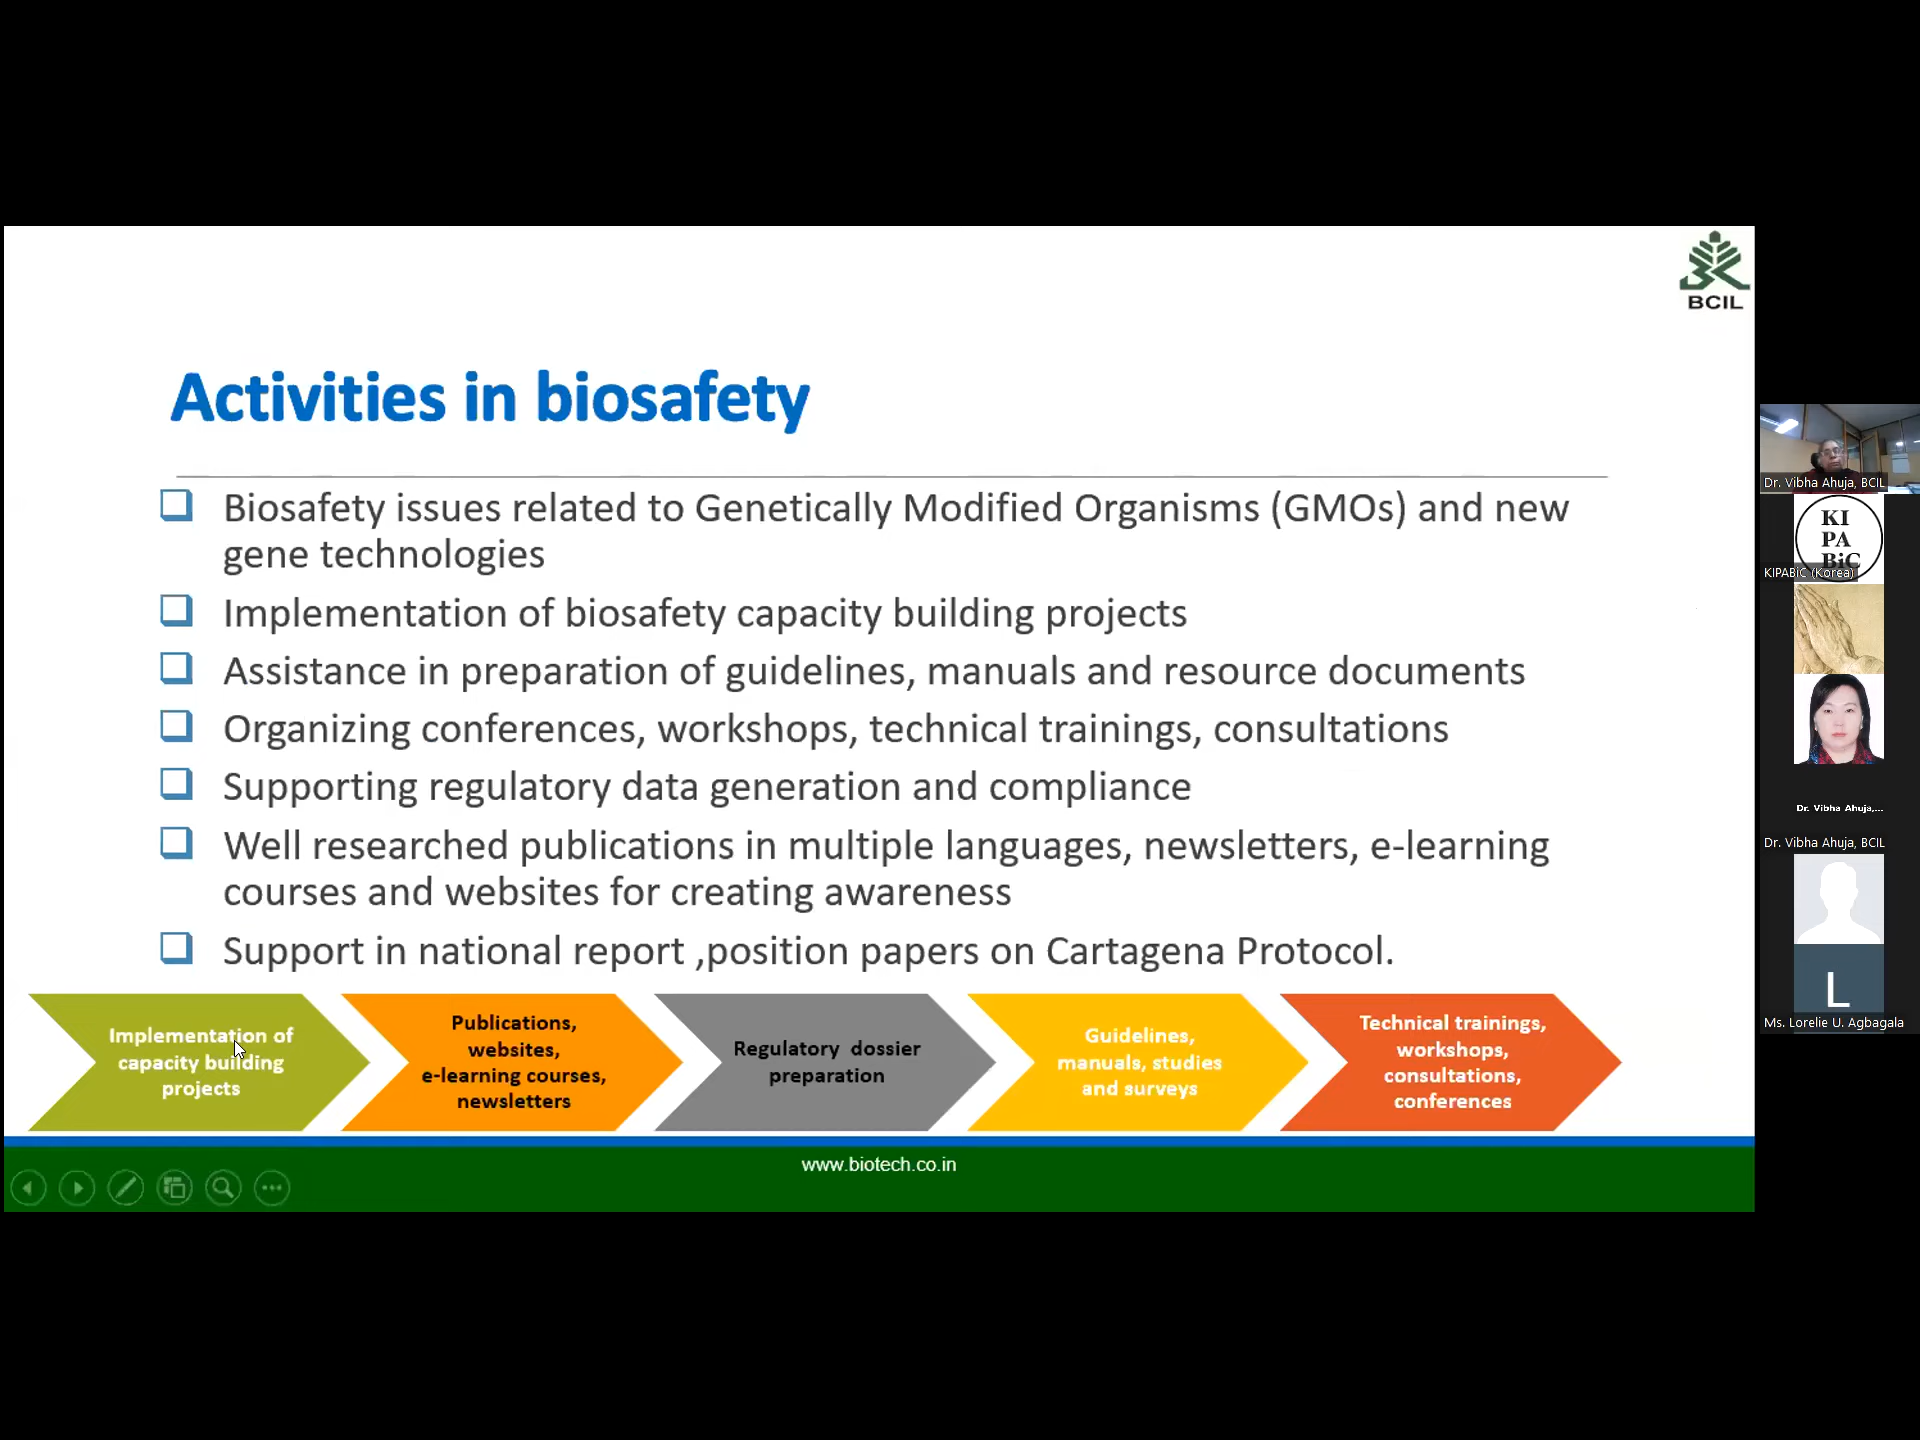 BCIL
Activities in biosafety
Biosafety issues related to Genetically Modified Organisms (GMOs) and new
gene technologies
Implementation of biosafety capacity building projects
Assistance in preparation of guidelines, manuals and resource documents
Organizing conferences, workshops, technical trainings, consultations
Supporting regulatory data generation and compliance
Well researched publications in multiple languages, newsletters, e-learning
courses and websites for creating awareness
Support in national report ,position papers on Cartagena Protocol.
Implementation of
capacity building
projects
Publications,
websites,
e-learning courses,
newsletters
Regulatory dossier
preparation
Guidelines,
manuals, studies
and surveys
Technical trainings,
workshops,
consultations,
conferences
www.biotech.co.in
Dr. Vibha Ahuja, BCIL
KI
PA
BiC
KIPABiC (Korea)
Dr. Vibha Ahuja,...
Dr. Vibha Ahuja, BCIL
L
Ms. Lorelie U. Agbagala